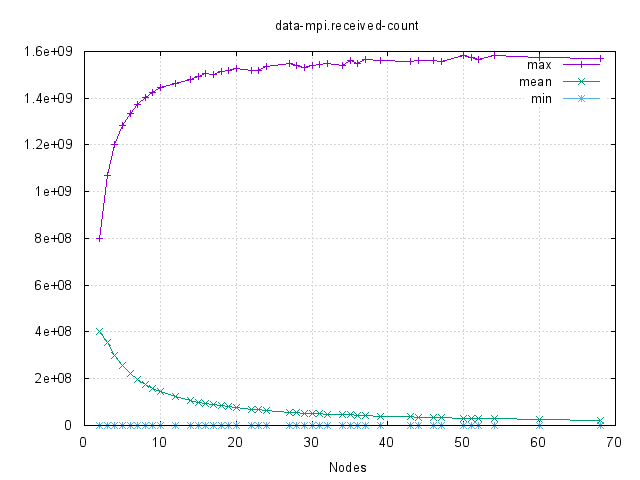 data-mpi.received-count
1.6e+09
1.4e+09
1.2e+09
1e+09
8e+08
6e+08
4e+08
2e+08
0
max
mean
min
0 10 20 30 40 50 60 70
Nodes